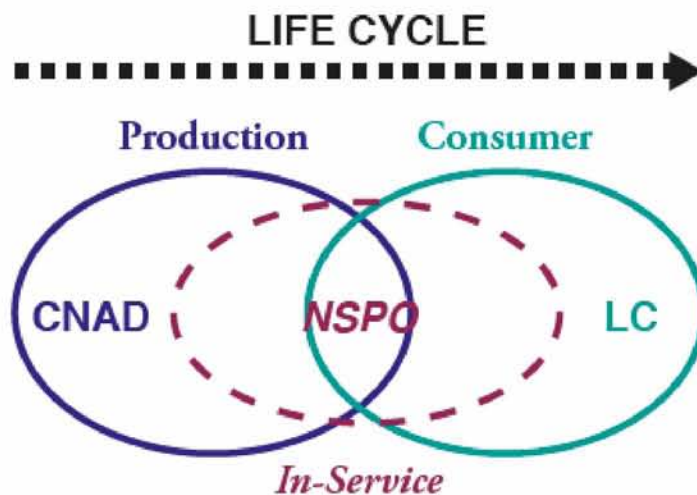 LIFE CYCLE
Production Consumer
CNAD NSPO LC
In-Service